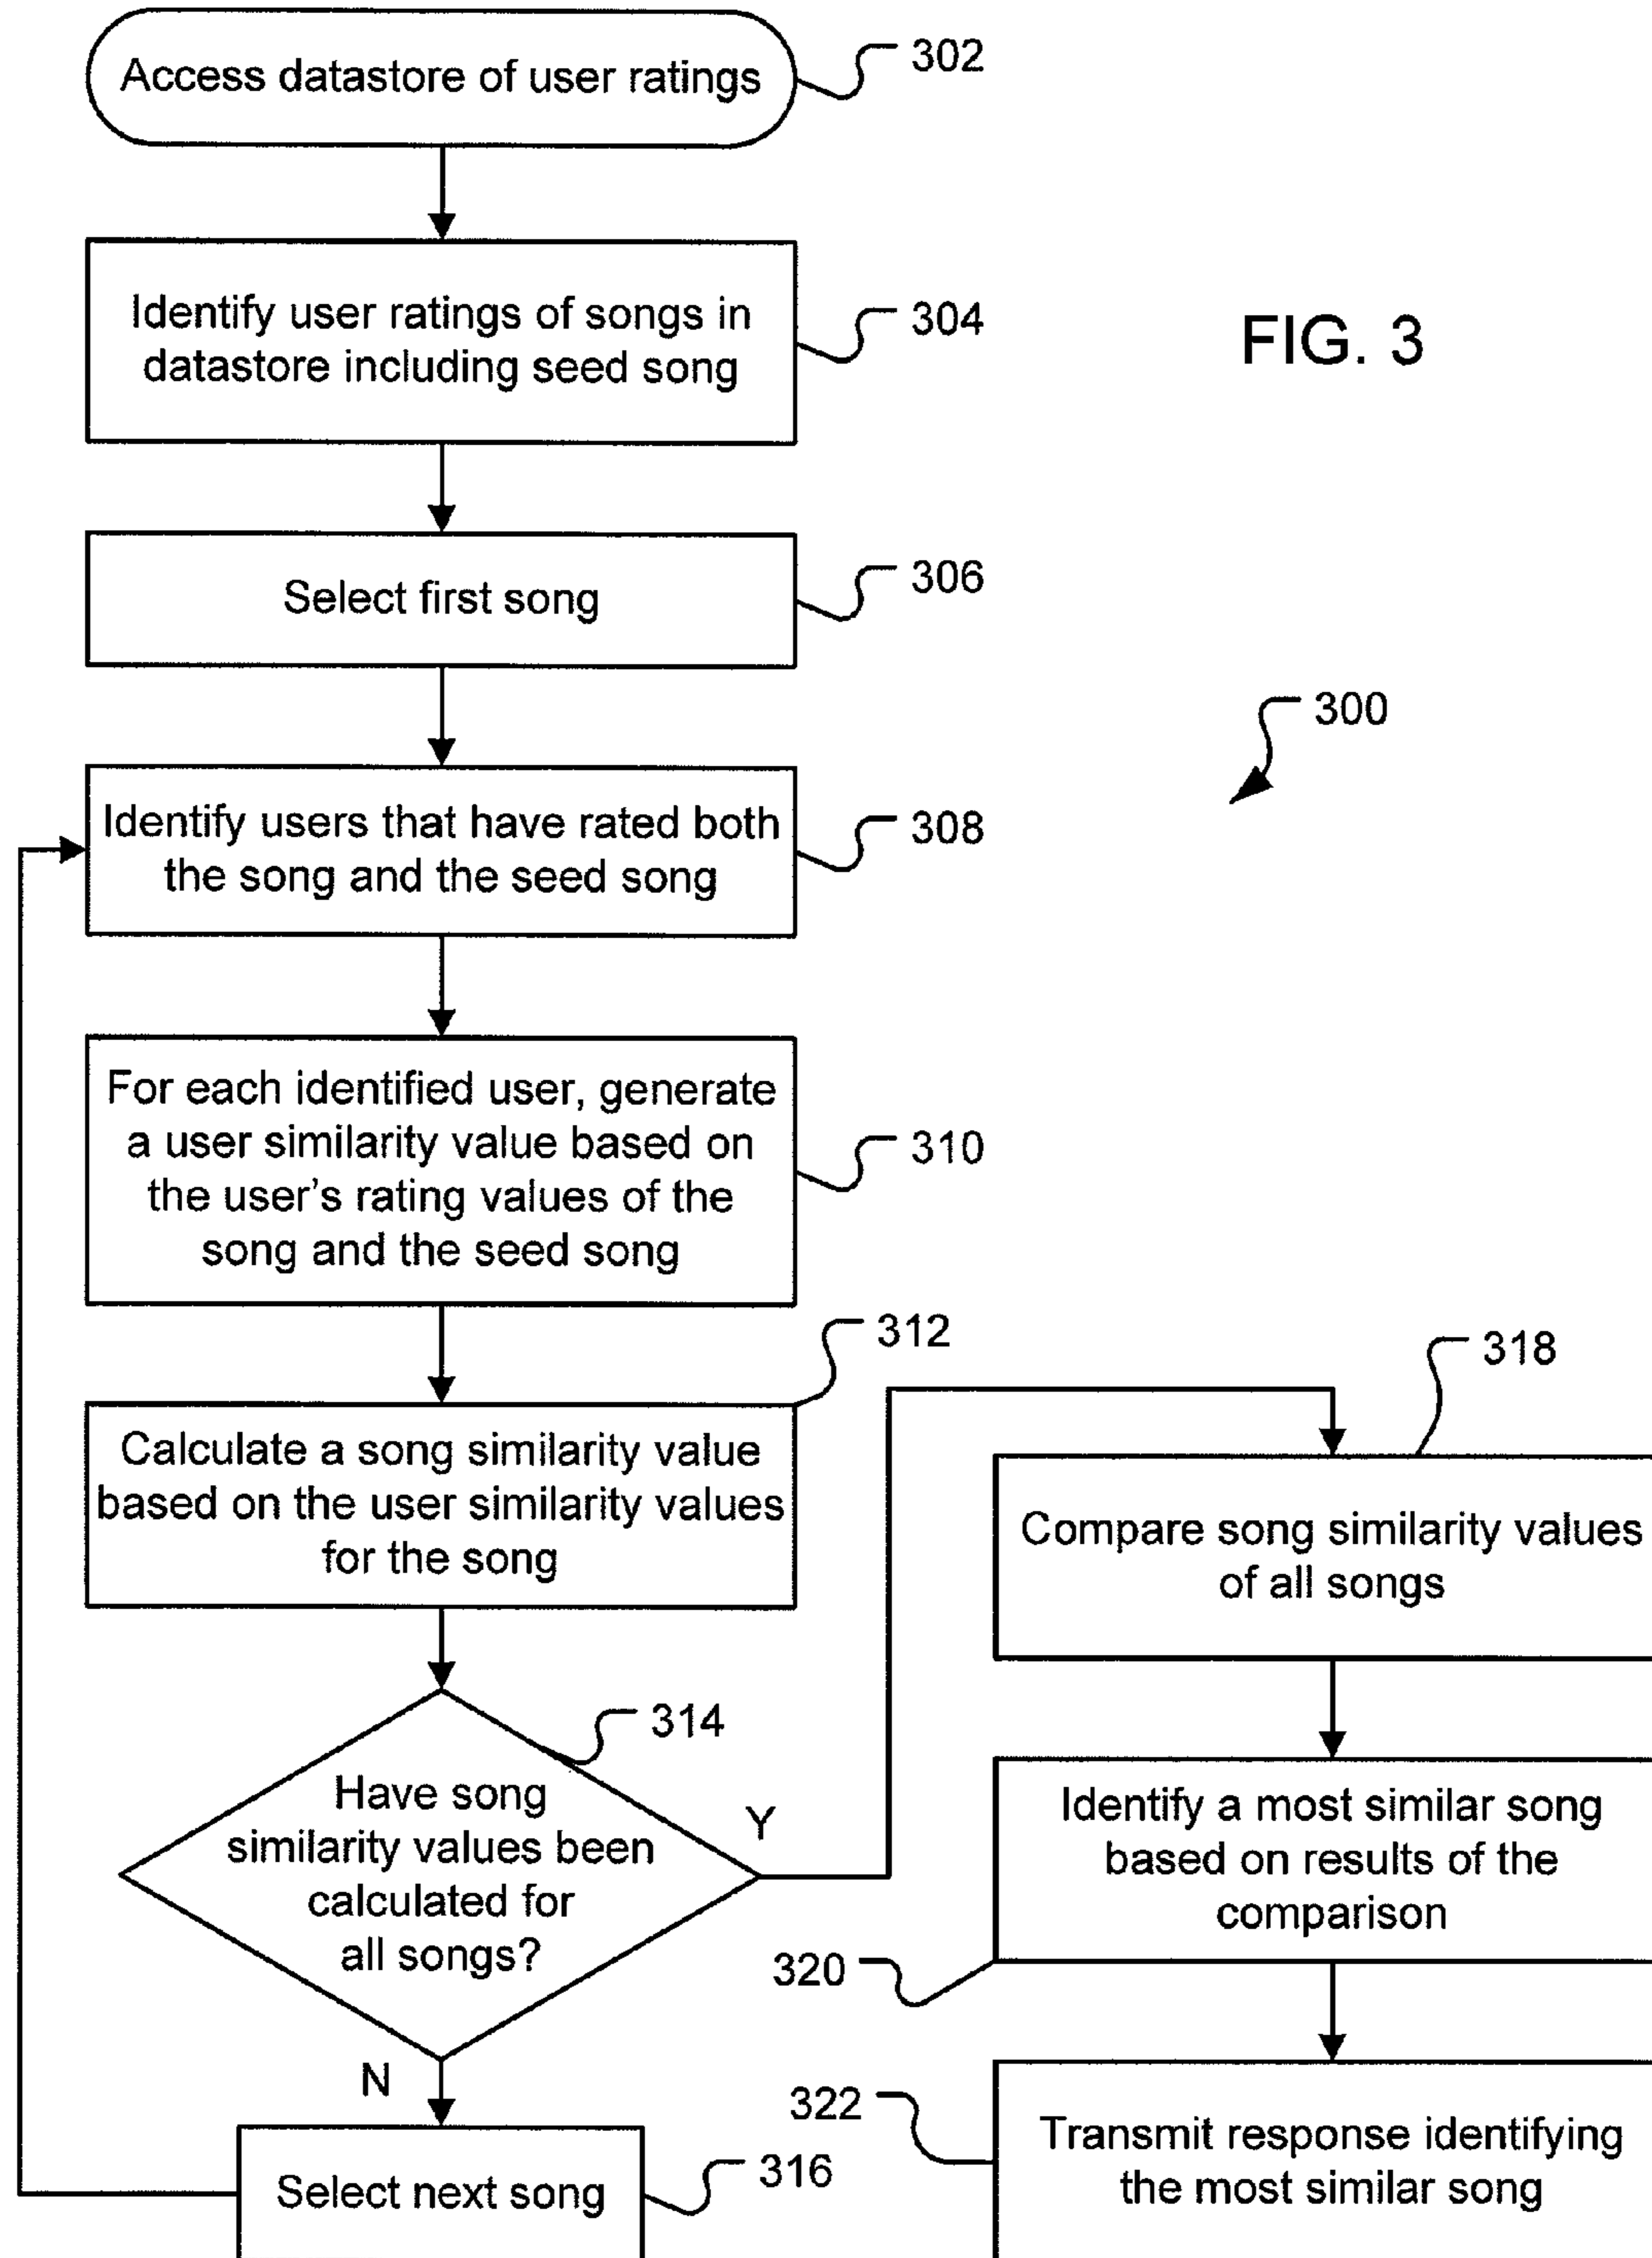 Access datastore of user ratings
302
Identify user ratings of songs in
datastore including seed song
304
FIG. 3
Select first song
306
300
Identify users that have rated both
the song and the seed song
308
For each identified user, generate
a user similarity value based on
the user's rating values of the
song and the seed song
310
312
Calculate a song similarity value
based on the user similarity values
for the song
314
Have song
similarity values been
calculated for
all songs?
Y
N
Select next song
316
318
Compare song similarity values
of all songs
Identify a most similar song
based on results of the
comparison
320
322
Transmit response identifying
the most similar song